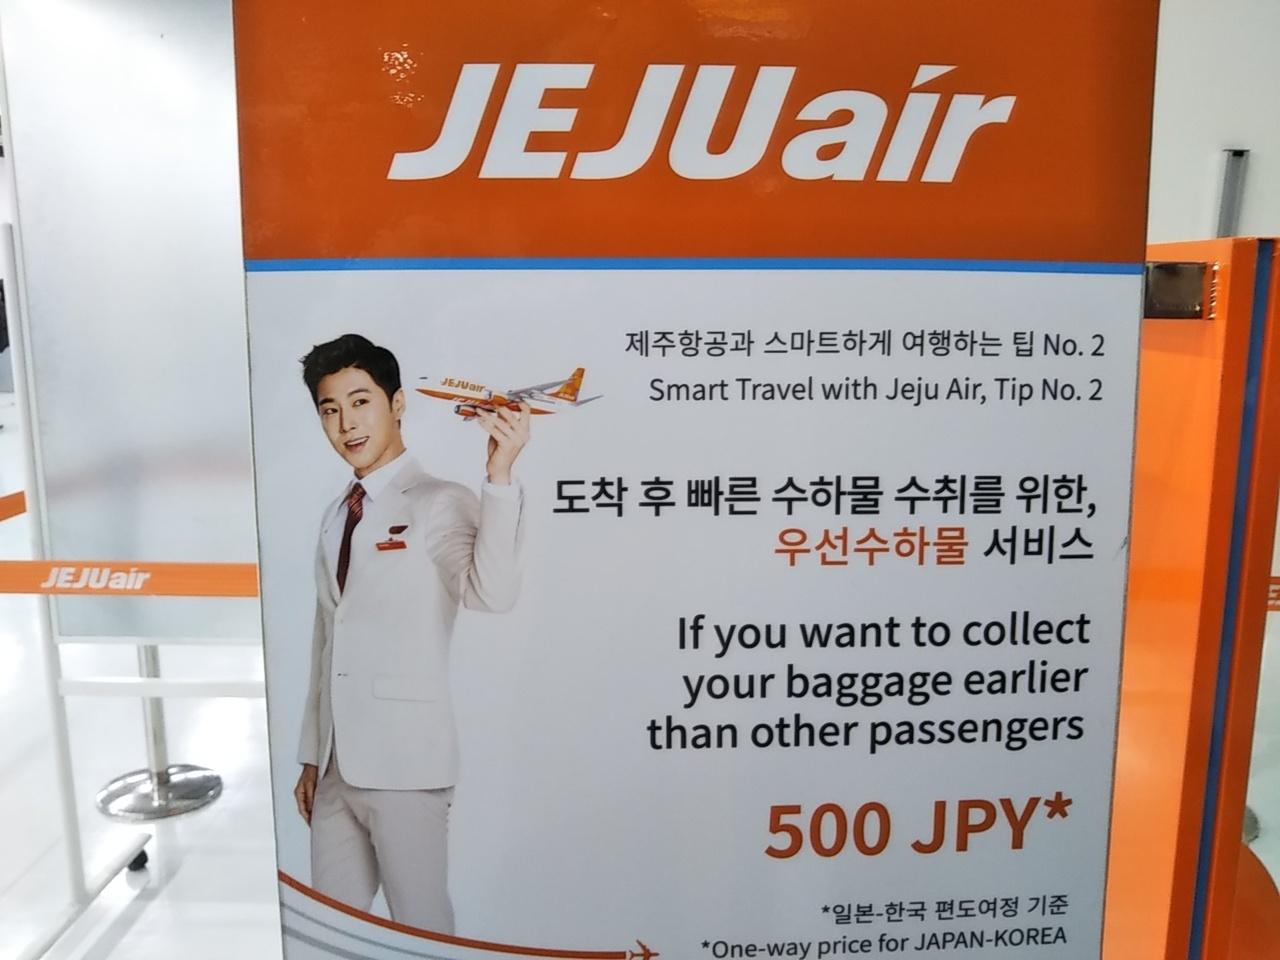 JEJUair
제주항공과 스마트하게 여행하는 팁 No. 2
Smart Travel with Jeju Air, Tip No. 2
JEJUair
도착 후 빠른 수하물 수취를 위한,
우선수하물 서비스
JEJUair
If you want to collect
your baggage earlier
than other passengers
500 JPY*
*일본-한국 편도여정 기준
*One-way price for JAPAN-KOREA